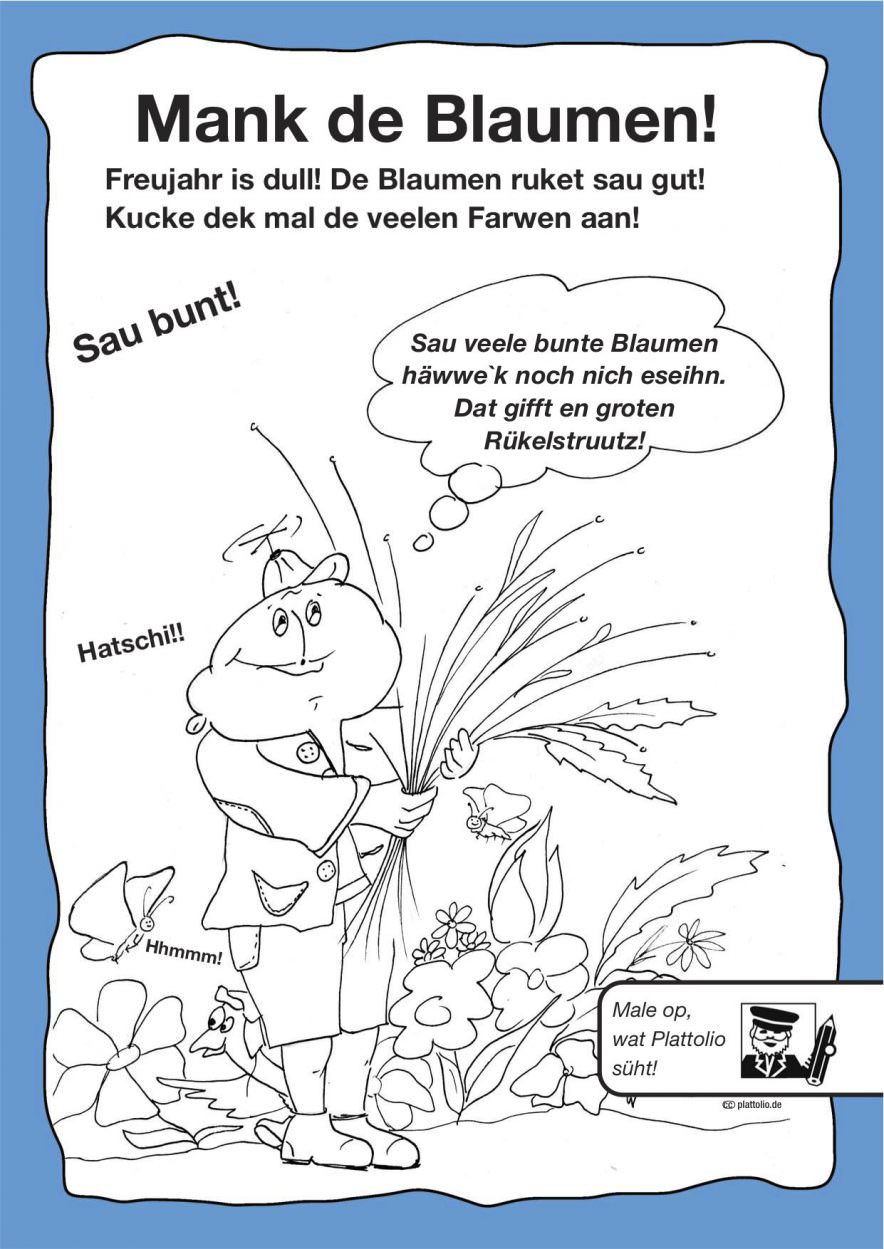 Mank de Blaumen!
Freujahr is dull! De Blaumen ruket sau gut!
Kucke dek mal de veelen Farwen aan!
Sau bunt!
Sau veele bunte Blaumen
häwwe`k noch nich eseihn.
Dat gifft en groten
Rükelstruutz!
Hatschi!!
Hhmmm!
Male op,
wat Plattolio
süht!
cc plattolio.de